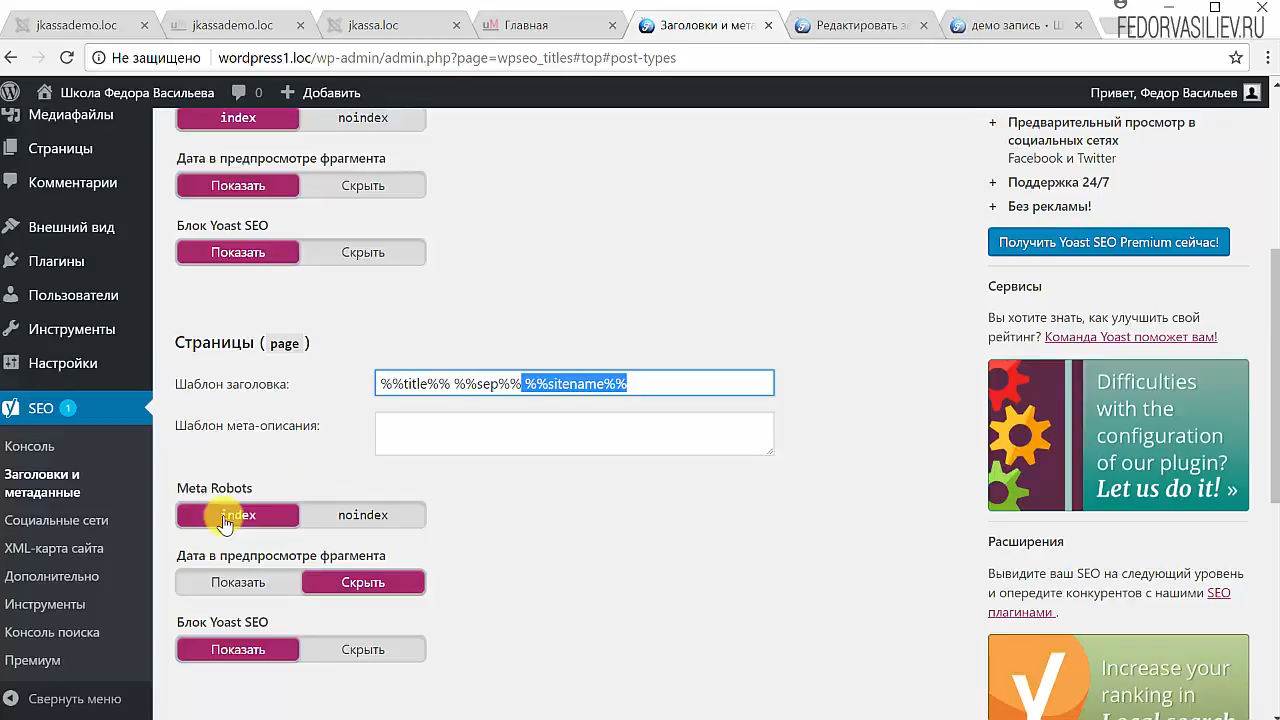 jkassademo.loc
jkassademo.loc
jkassa.loc
uM Главная
Заголовки и мета
Редактировать з
демо запись • Ш
FEDORVASILIEV.RU
Не защищено
wordpress1.loc/wp-admin/admin.php?page=wpseo_titles#top#post-types
Школа Федора Васильева
0
Добавить
Привет, Федор Васильев
Медиафайлы
Страницы
Комментарии
Внешний вид
Плагины
Пользователи
Инструменты
Настройки
SEO 1
Консоль
Заголовки и
метаданные
Социальные сети
XML-карта сайта
Дополнительно
Инструменты
Консоль поиска
Премиум
Свернуть меню
index
noindex
Дата в предпросмотре фрагмента
Показать
Скрыть
Блок Yoast SEO
Показать
Скрыть
Страницы ( page )
Шаблон заголовка:
%%title%% %%sep%% %%sitename%%
Шаблон мета-описания:
Meta Robots
index
noindex
Дата в предпросмотре фрагмента
Показать
Скрыть
Блок Yoast SEO
Показать
Скрыть
+ Предварительный просмотр в
социальных сетях
Facebook и Twitter
+ Поддержка 24/7
+ Без рекламы!
Получить Yoast SEO Premium сейчас!
Сервисы
Вы хотите знать, как улучшить свой
рейтинг? Команда Yoast поможет вам!
Difficulties
with the
configuration
of our plugin?
Let us do it! »
Расширения
Выведите ваш SEO на следующий уровень
и опередите конкурентов с нашими SEO
плагинами .
Increase your
ranking in
Local search